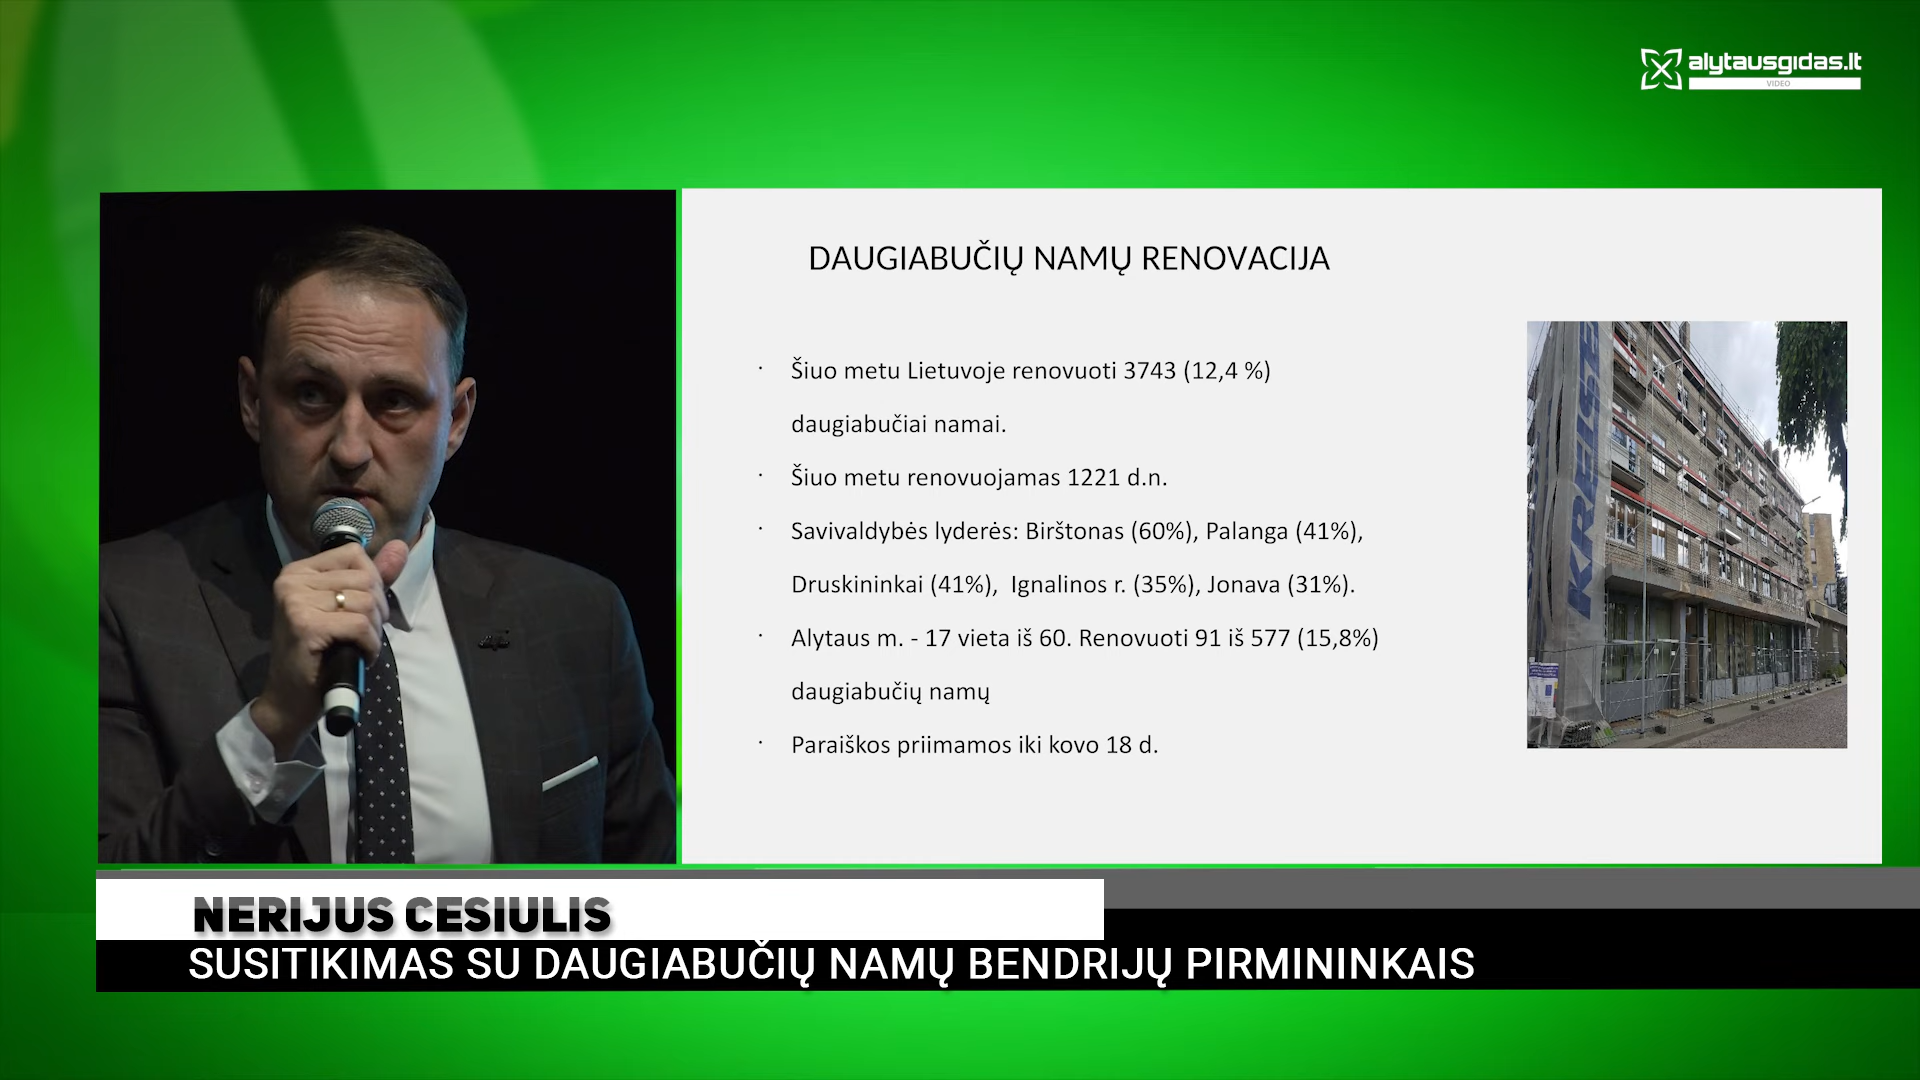 alytausgidas.lt
VIDEO
DAUGIABUČIŲ NAMŲ RENOVACIJA
· Šiuo metu Lietuvoje renovuoti 3743 (12,4 %)
daugiabučiai namai.
· Šiuo metu renovuojamas 1221 d.n.
· Savivaldybės lyderės: Birštonas (60%), Palanga (41%),
Druskininkai (41%), Ignalinos r. (35%), Jonava (31%).
· Alytaus m. - 17 vieta iš 60. Renovuoti 91 iš 577 (15,8%)
daugiabučių namų
· Paraiškos priimamos iki kovo 18 d.
KREISEL
NERIJUS CESIULIS
SUSITIKIMAS SU DAUGIABUČIŲ NAMŲ BENDRIJŲ PIRMININKAIS